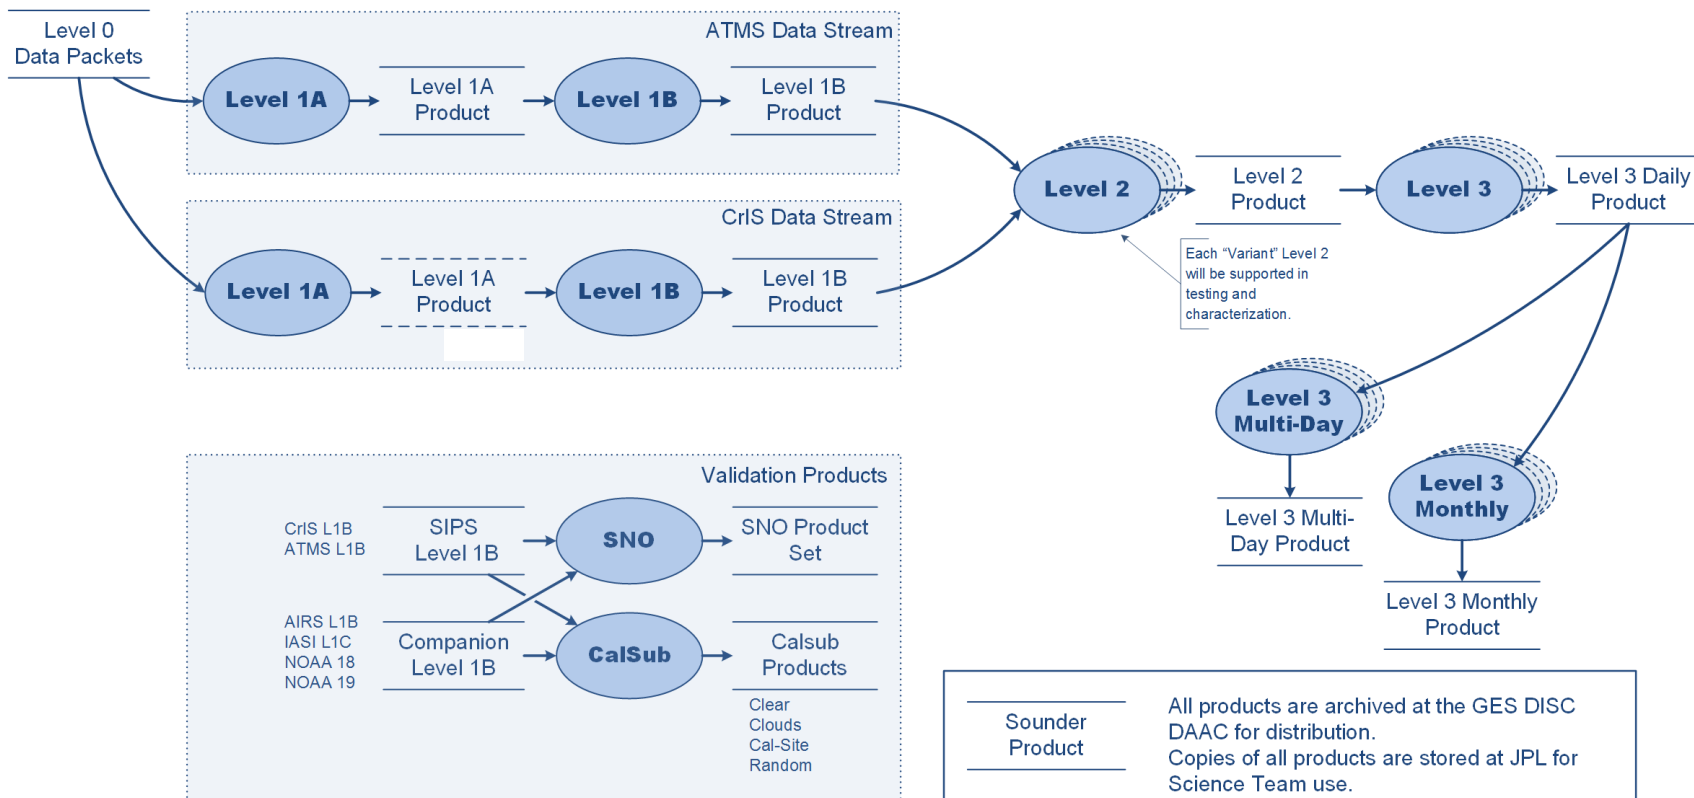 Level 0
Data Packets
ATMS Data Stream
Level 1A
Level 1A
Product
Level 1B
Level 1B
Product
CrIS Data Stream
Level 1A
Level 1A
Product
Level 1B
Level 1B
Product
Level 2
Level 2
Product
Level 3
Level 3 Daily
Product
Each “Variant” Level 2
will be supported in
testing and
characterization.
Level 3
Multi-Day
Level 3 Multi-
Day Product
Level 3
Monthly
Level 3 Monthly
Product
Validation Products
CrIS L1B
ATMS L1B
SIPS
Level 1B
SNO
SNO Product
Set
AIRS L1B
IASI L1C
NOAA 18
NOAA 19
Companion
Level 1B
CalSub
Calsub
Products
Clear
Clouds
Cal-Site
Random
Sounder
Product
All products are archived at the GES DISC
DAAC for distribution.
Copies of all products are stored at JPL for
Science Team use.